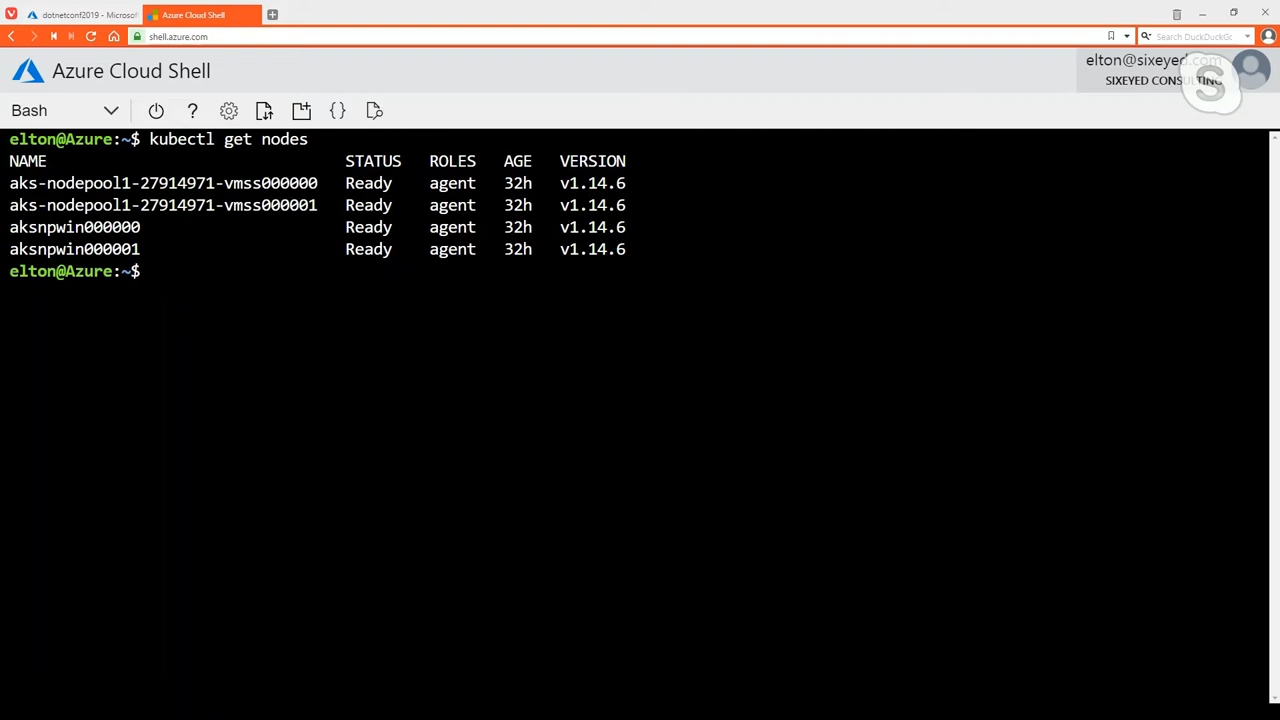 dotnetconf2019 - Microsof
Azure Cloud Shell
shell.azure.com
Search DuckDuckGo
Azure Cloud Shell
elton@sixeyed.com
SIXEYED CONSULTING
Bash
elton@Azure:~$ kubectl get nodes
NAME STATUS ROLES AGE VERSION
aks-nodepool1-27914971-vmss000000 Ready agent 32h v1.14.6
aks-nodepool1-27914971-vmss000001 Ready agent 32h v1.14.6
aksnpwin000000 Ready agent 32h v1.14.6
aksnpwin000001 Ready agent 32h v1.14.6
elton@Azure:~$